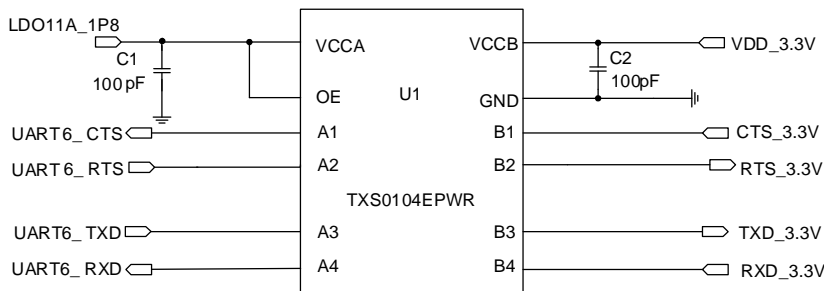 LDO11A_1P8
VCCA
VCCB
VDD_3.3V
C1
100pF
C2
100pF
OE
U1
GND
UART6_CTS
A1
B1
CTS_3.3V
UART6_RTS
A2
B2
RTS_3.3V
TXS0104EPWR
UART6_TXD
A3
B3
TXD_3.3V
UART6_RXD
A4
B4
RXD_3.3V